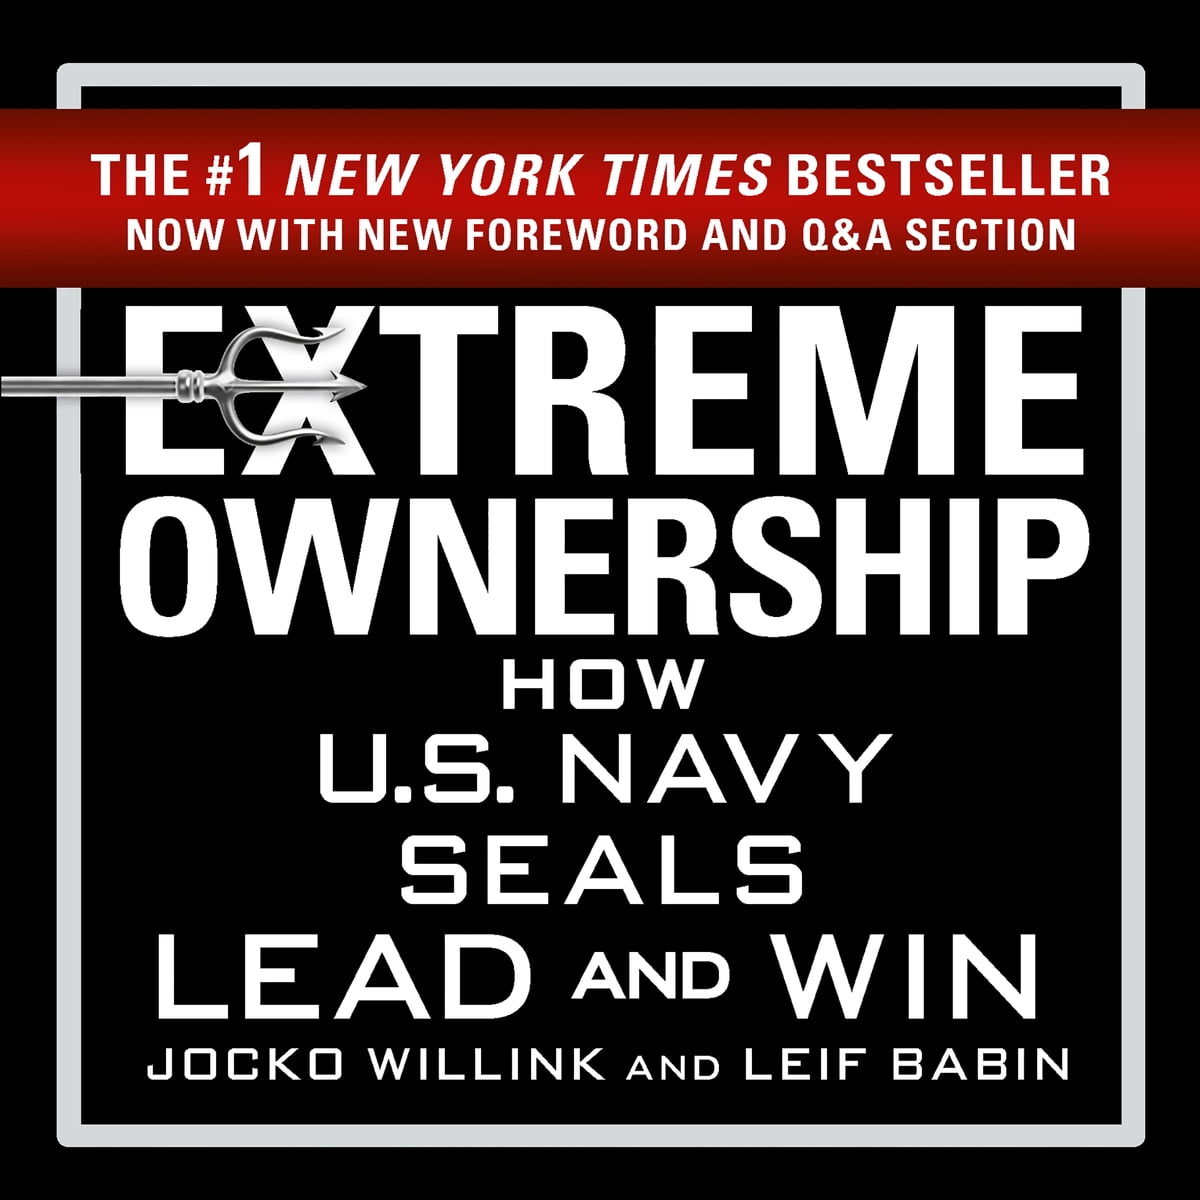 THE #1 NEW YORK TIMES BESTSELLER
NOW WITH NEW FOREWORD AND Q&A SECTION
EXTREME
OWNERSHIP
HOW
U.S. NAVY
SEALS
LEAD AND WIN
JOCKO WILLINK AND LEIF BABIN